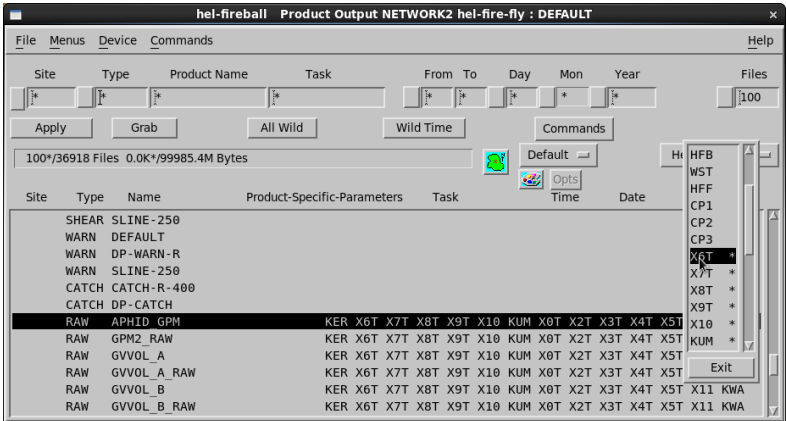 hel-fireball Product Output NETWORK2 hel-fire-fly : DEFAULT ×
File Menus Device Commands Help
Site Type Product Name Task From To Day Mon Year Files
* * * * * * * * * 100
Apply Grab All Wild Wild Time Commands
100*/36918 Files 0.0K*/99985.4M Bytes
Default
Opts
Site Type Name Product-Specific-Parameters Task Time Date
SHEAR SLINE-250
WARN DEFAULT
WARN DP-WARN-R
WARN SLINE-250
CATCH CATCH-R-400
CATCH DP-CATCH
RAW APHID_GPM KER X6T X7T X8T X9T X10 KUM X0T X2T X3T X4T X5T
RAW GPM2_RAW KER X6T X7T X8T X9T X10 KUM X0T X2T X3T X4T X5T
RAW GVVOL_A KER X6T X7T X8T X9T X10 KUM X0T X2T X3T X4T X5T
RAW GVVOL_A_RAW KER X6T X7T X8T X9T X10 KUM X0T X2T X3T X4T X5T
RAW GVVOL_B KER X6T X7T X8T X9T X10 KUM X0T X2T X3T X4T X5T X11 KWA
RAW GVVOL_B_RAW KER X6T X7T X8T X9T X10 KUM X0T X2T X3T X4T X5T X11 KWA
HFB
WST
HFF
CP1
CP2
CP3
X6T *
X7T *
X8T *
X9T *
X10 *
KUM *
Exit